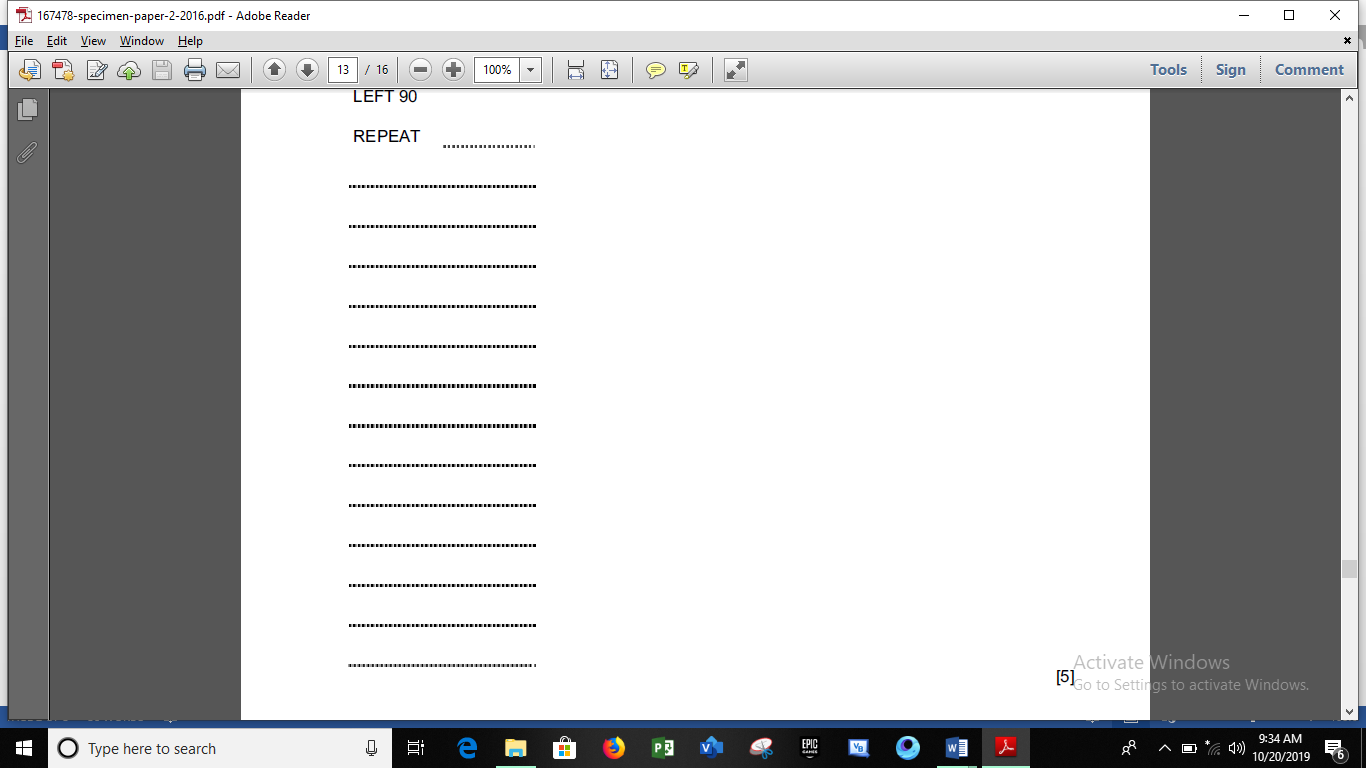 167478-specimen-paper-2-2016.pdf - Adobe Reader
File Edit View Window Help
13 / 16 100% Tools Sign Comment
LEFT 90
REPEAT
[5]
Activate Windows
Go to Settings to activate Windows.
Type here to search
9:34 AM
10/20/2019
6